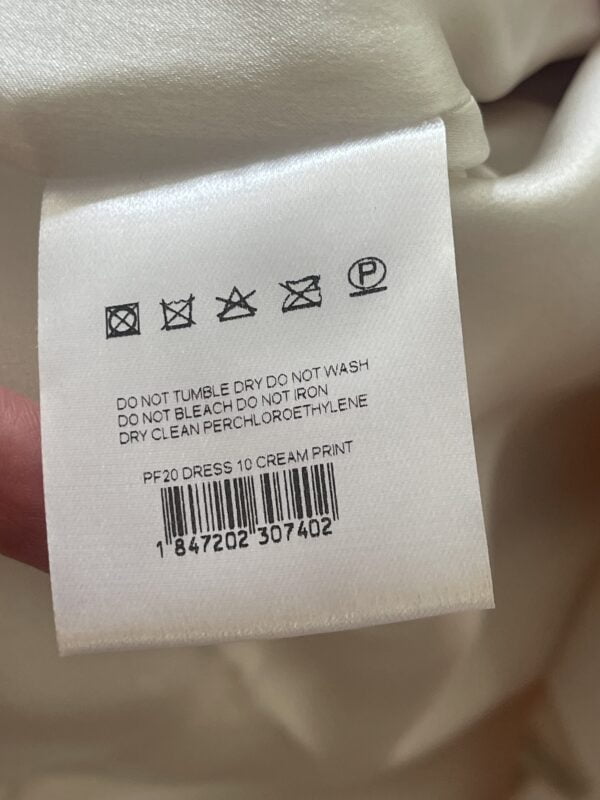 P
DO NOT TUMBLE DRY DO NOT WASH
DO NOT BLEACH DO NOT IRON
DRY CLEAN PERCHLOROETHYLENE
PF20 DRESS 10 CREAM PRINT
1 847202 307402